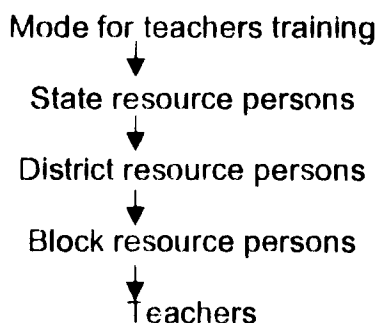 Mode for teachers training
State resource persons
District resource persons
Block resource persons
Teachers